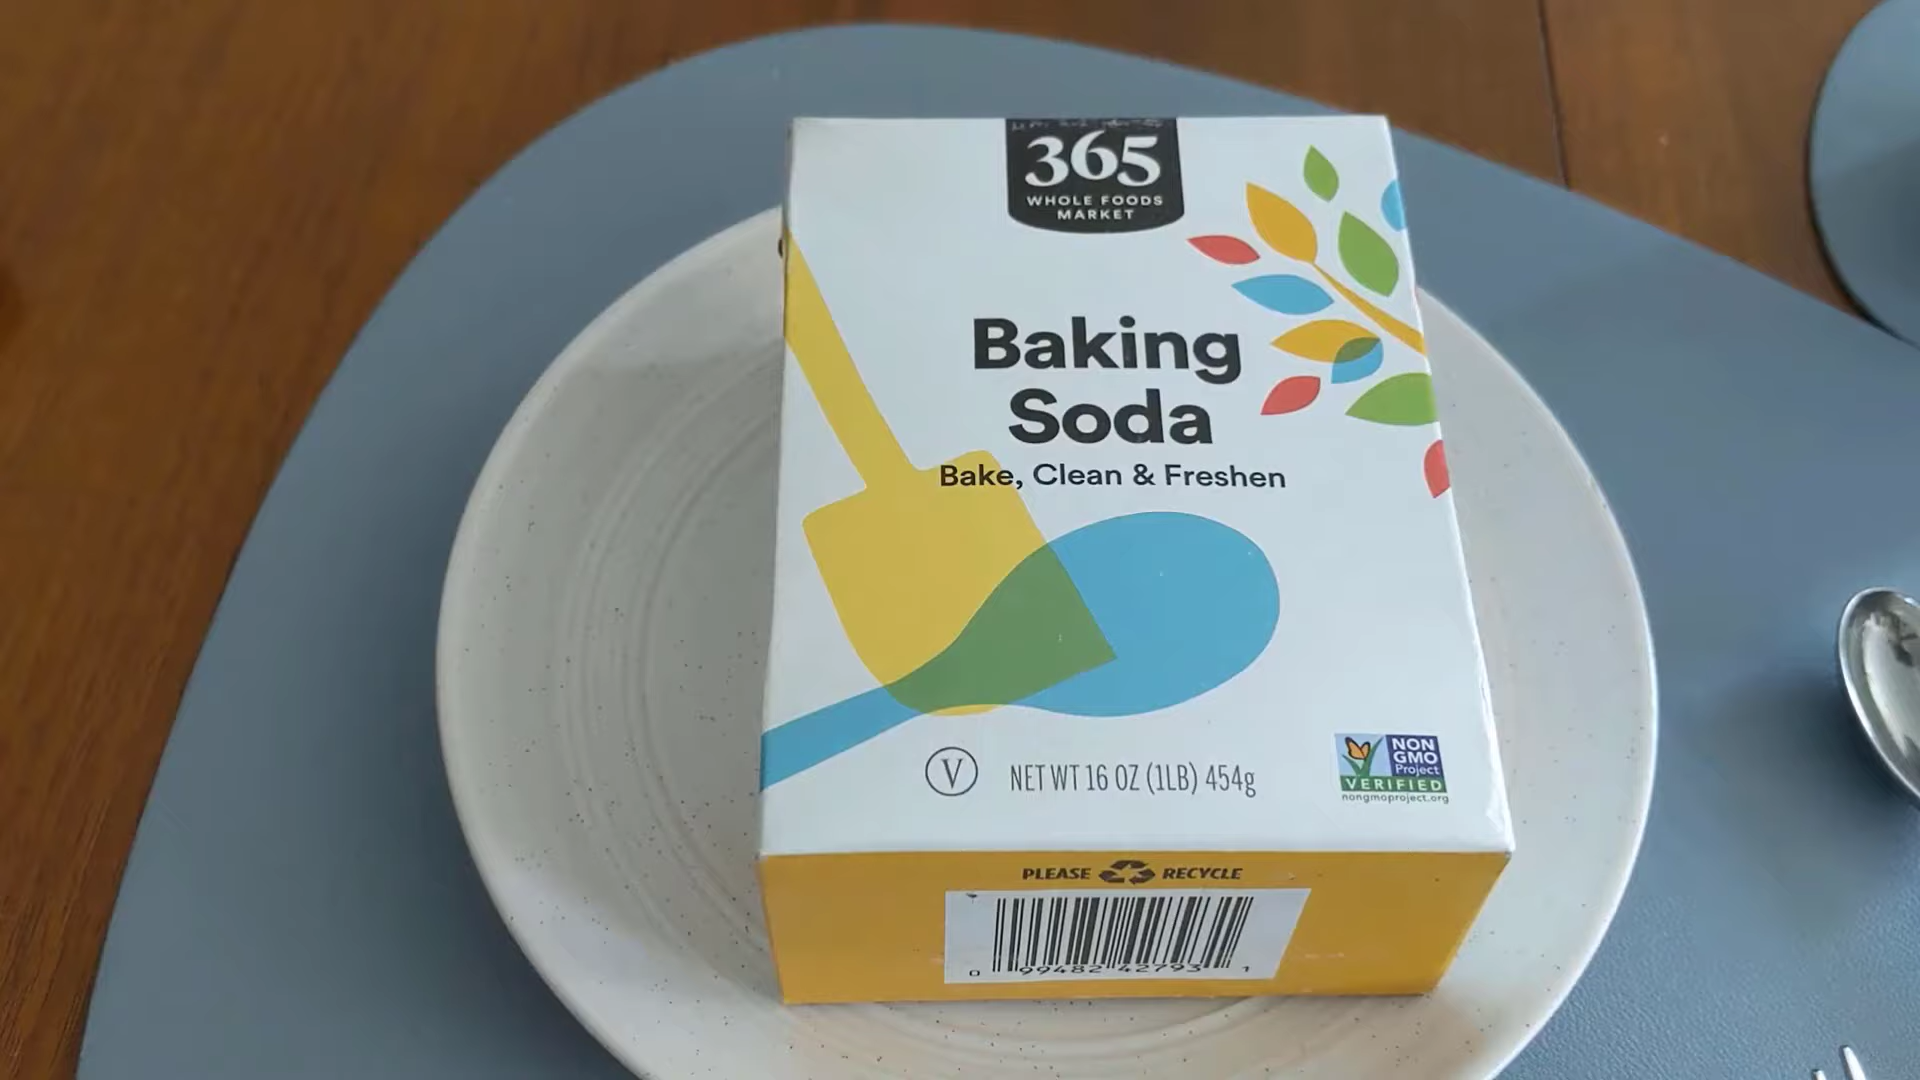 365
WHOLE FOODS
MARKET
Baking
Soda
Bake, Clean & Freshen
V
NET WT 16 OZ (1LB) 454g
NON
GMO
Project
VERIFIED
nongmoproject.org
PLEASE RECYCLE
0 99482 42793 1